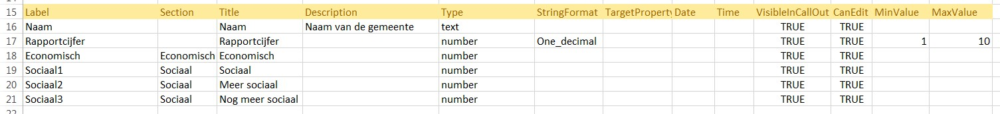 15 Label Section Title Description Type StringFormat TargetProperty Date Time VisibleInCallOut CanEdit MinValue MaxValue
16 Naam Naam Naam van de gemeente text TRUE TRUE
17 Rapportcijfer Rapportcijfer number One_decimal TRUE TRUE 1 10
18 Economisch Economisch Economisch number TRUE TRUE
19 Sociaal1 Sociaal Sociaal number TRUE TRUE
20 Sociaal2 Sociaal Meer sociaal number TRUE TRUE
21 Sociaal3 Sociaal Nog meer sociaal number TRUE TRUE